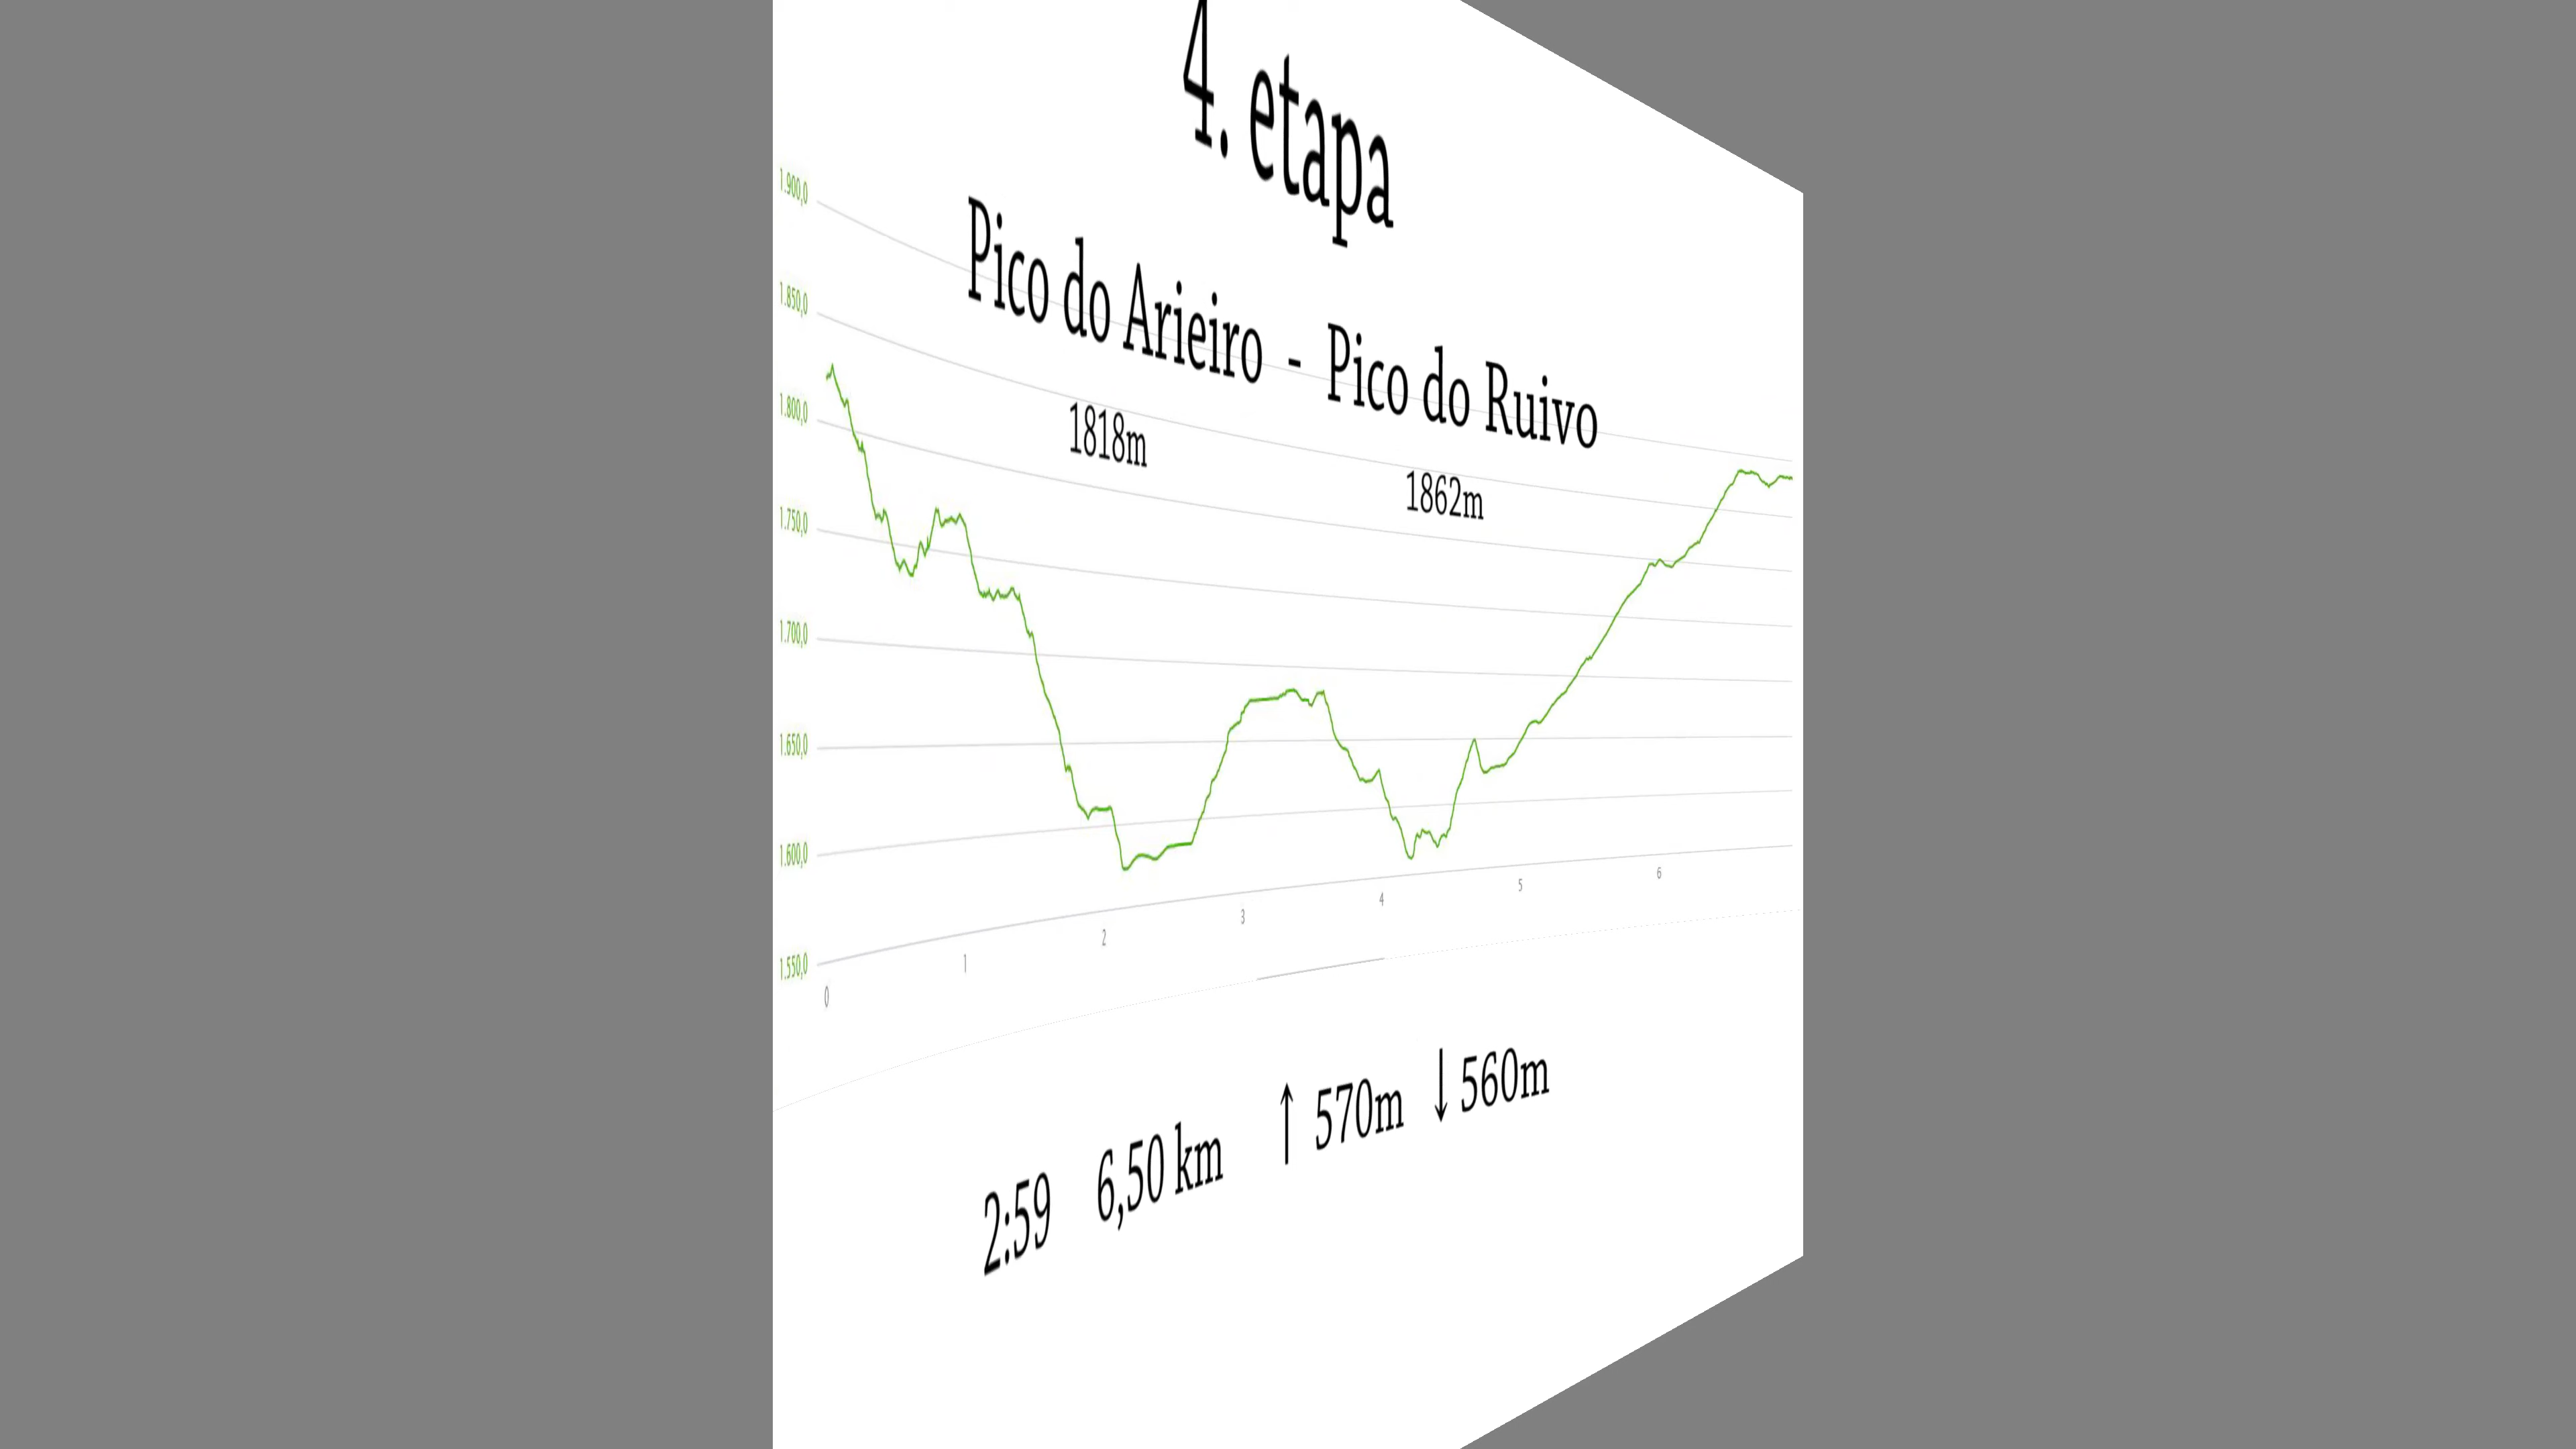 4. etapa
Pico do Arieiro - Pico do Ruivo
1818m
1862m
1.900,0
1.850,0
1.800,0
1.750,0
1.700,0
1.650,0
1.600,0
1.550,0
0 1 2 3 4 5 6
2:59 6,50 km ↑ 570m ↓ 560m